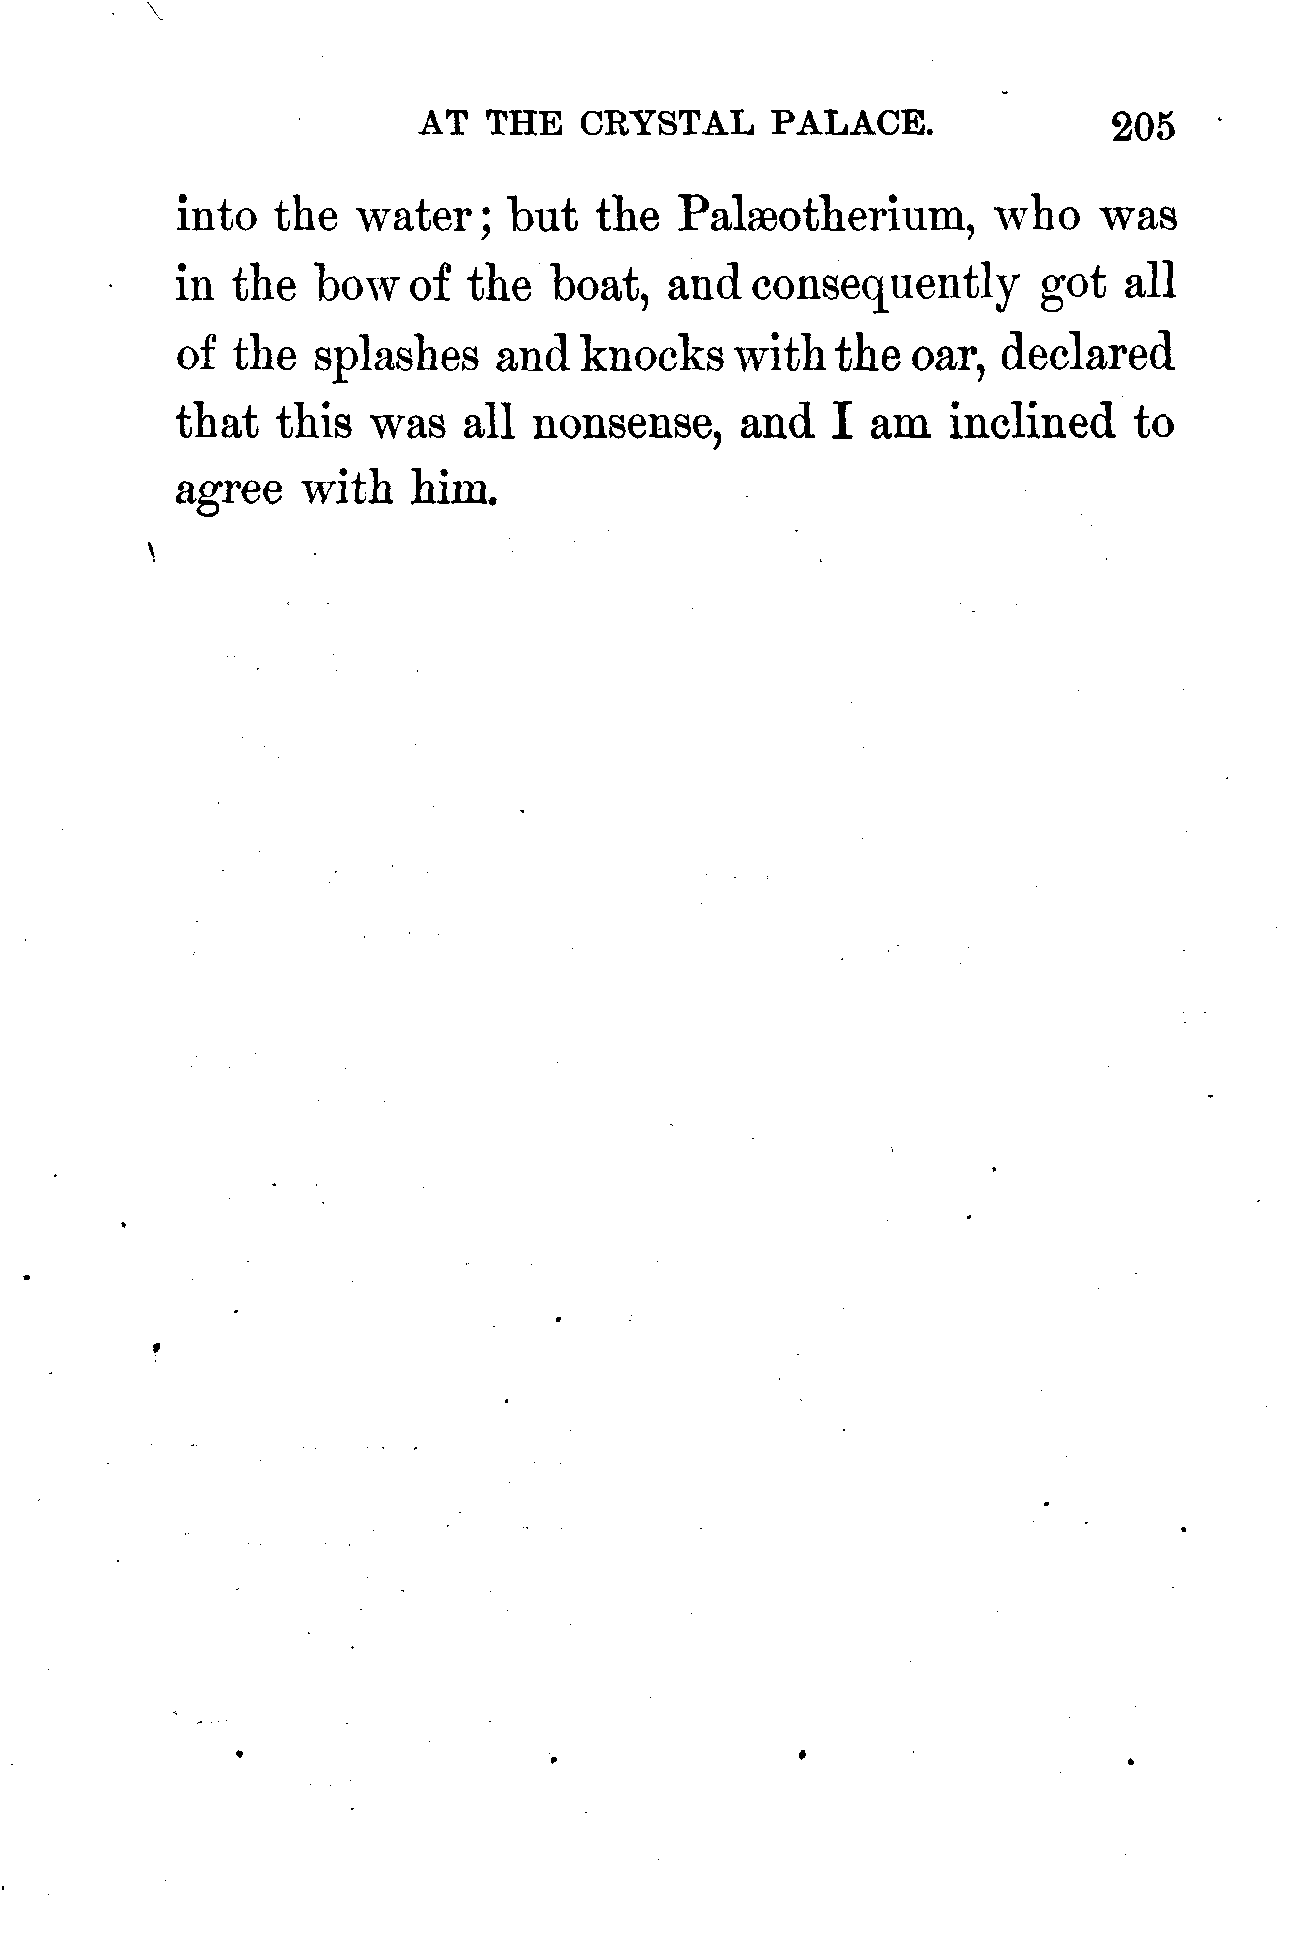 AT THE CRYSTAL PALACE. 205
into the water; but the Palæotherium, who was
in the bow of the boat, and consequently got all
of the splashes and knocks with the oar, declared
that this was all nonsense, and I am inclined to
agree with him.